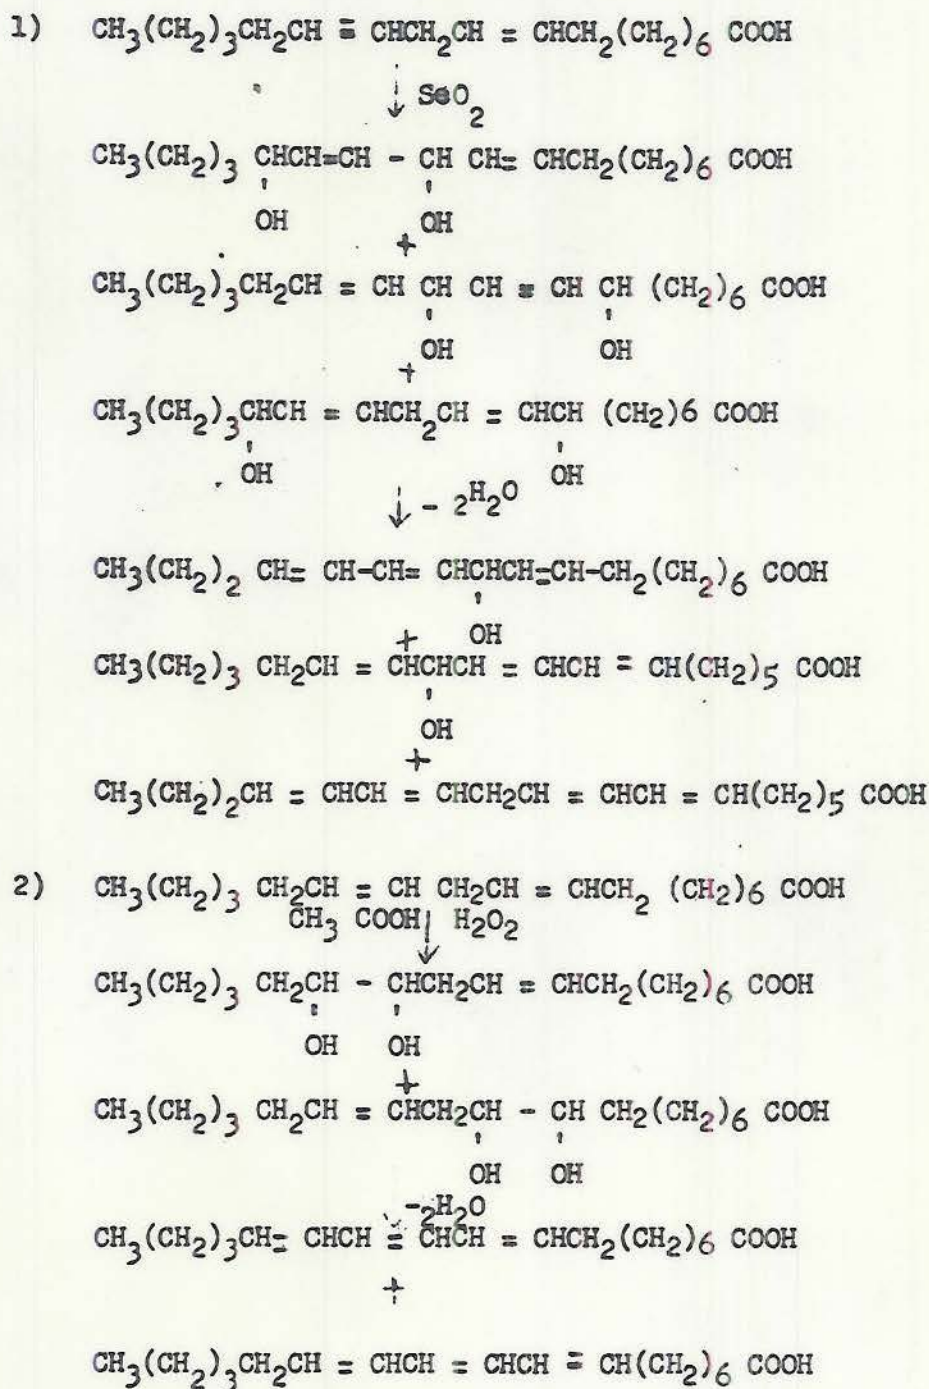 1) CH3(CH2)3CH2CH = CHCH2CH = CHCH2(CH2)6 COOH
↓ SeO2
CH3(CH2)3 CHCH=CH - CH CH= CHCH2(CH2)6 COOH
OH OH
+
CH3(CH2)3CH2CH = CH CH CH = CH CH (CH2)6 COOH
OH OH
+
CH3(CH2)3CHCH = CHCH2CH = CHCH (CH2)6 COOH
OH OH
↓ - 2H2O
CH3(CH2)2 CH= CH-CH= CHCHCH=CH-CH2(CH2)6 COOH
OH
+
CH3(CH2)3 CH2CH = CHCHCH = CHCH = CH(CH2)5 COOH
OH
+
CH3(CH2)2CH = CHCH = CHCH2CH = CHCH = CH(CH2)5 COOH
2) CH3(CH2)3 CH2CH = CH CH2CH = CHCH2 (CH2)6 COOH
CH3 COOH↓ H2O2
CH3(CH2)3 CH2CH - CHCH2CH = CHCH2(CH2)6 COOH
OH OH
+
CH3(CH2)3 CH2CH = CHCH2CH - CH CH2(CH2)6 COOH
OH OH
-2H2O
CH3(CH2)3CH= CHCH = CHCH = CHCH2(CH2)6 COOH
+
CH3(CH2)3CH2CH = CHCH = CHCH = CH(CH2)6 COOH